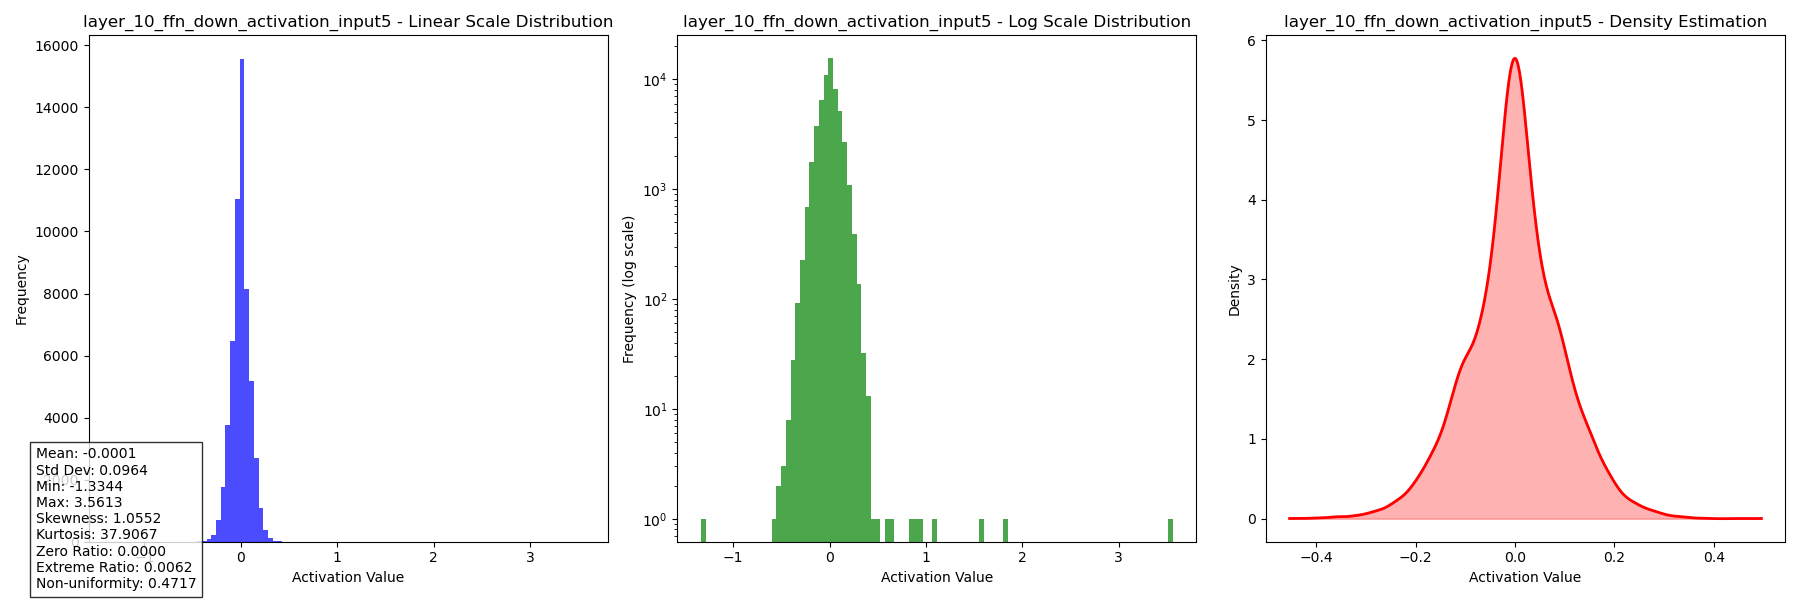 layer_10_ffn_down_activation_input5 - Linear Scale Distribution
16000
14000
12000
10000
8000
6000
4000
Frequency
0
1
2
3
Activation Value
Mean: -0.0001
Std Dev: 0.0964
Min: -1.3344
Max: 3.5613
Skewness: 1.0552
Kurtosis: 37.9067
Zero Ratio: 0.0000
Extreme Ratio: 0.0062
Non-uniformity: 0.4717
layer_10_ffn_down_activation_input5 - Log Scale Distribution
10⁴
10³
10²
10¹
10⁰
Frequency (log scale)
−1
0
1
2
3
Activation Value
layer_10_ffn_down_activation_input5 - Density Estimation
6
5
4
3
2
1
0
Density
−0.4
−0.2
0.0
0.2
0.4
Activation Value